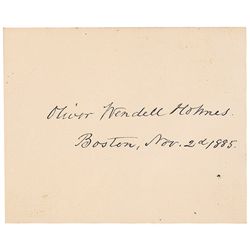 Oliver Wendell Holmes.
Boston, Nov. 2d 1885.